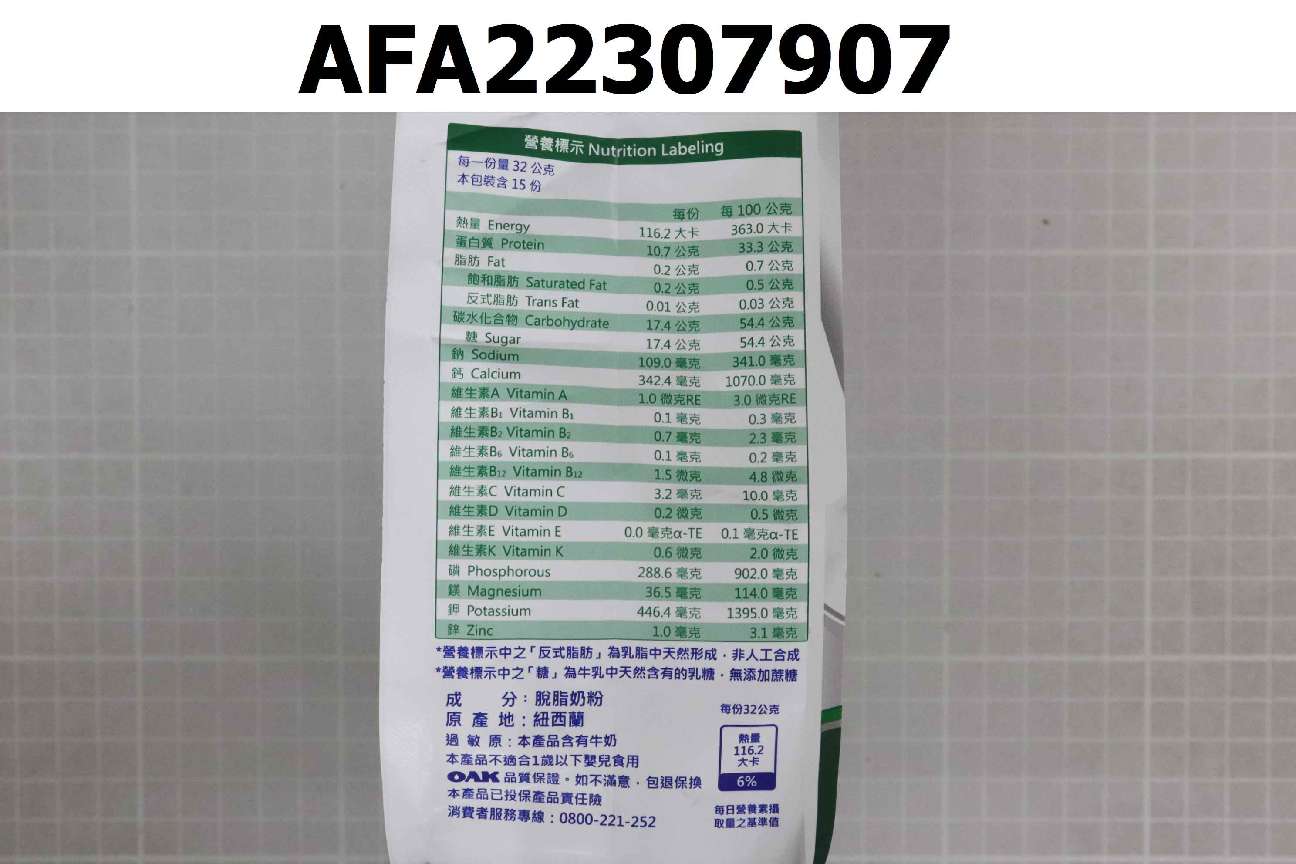 AFA22307907
營養標示 Nutrition Labeling
每一份量 32 公克
本包裝含 15 份
每份 每 100 公克
熱量 Energy 116.2 大卡 363.0 大卡
蛋白質 Protein 10.7 公克 33.3 公克
脂肪 Fat 0.2 公克 0.7 公克
飽和脂肪 Saturated Fat 0.2 公克 0.5 公克
反式脂肪 Trans Fat 0.01 公克 0.03 公克
碳水化合物 Carbohydrate 17.4 公克 54.4 公克
糖 Sugar 17.4 公克 54.4 公克
鈉 Sodium 109.0 毫克 341.0 毫克
鈣 Calcium 342.4 毫克 1070.0 毫克
維生素A Vitamin A 1.0 微克RE 3.0 微克RE
維生素B₁ Vitamin B₁ 0.1 毫克 0.3 毫克
維生素B₂ Vitamin B₂ 0.7 毫克 2.3 毫克
維生素B₆ Vitamin B₆ 0.1 毫克 0.2 毫克
維生素B₁₂ Vitamin B₁₂ 1.5 微克 4.8 微克
維生素C Vitamin C 3.2 毫克 10.0 毫克
維生素D Vitamin D 0.2 微克 0.5 微克
維生素E Vitamin E 0.0 毫克α-TE 0.1 毫克α-TE
維生素K Vitamin K 0.6 微克 2.0 微克
磷 Phosphorous 288.6 毫克 902.0 毫克
鎂 Magnesium 36.5 毫克 114.0 毫克
鉀 Potassium 446.4 毫克 1395.0 毫克
鋅 Zinc 1.0 毫克 3.1 毫克
*營養標示中之「反式脂肪」為乳脂中天然形成，非人工合成
*營養標示中之「糖」為牛乳中天然含有的乳糖，無添加蔗糖
成 分：脫脂奶粉
原 產 地：紐西蘭
過 敏 原：本產品含有牛奶
本產品不適合1歲以下嬰兒食用
OAK 品質保證。如不滿意，包退保換
本產品已投保產品責任險
消費者服務專線：0800-221-252
每份32公克
熱量
116.2
大卡
6%
每日營養素攝
取量之基準值